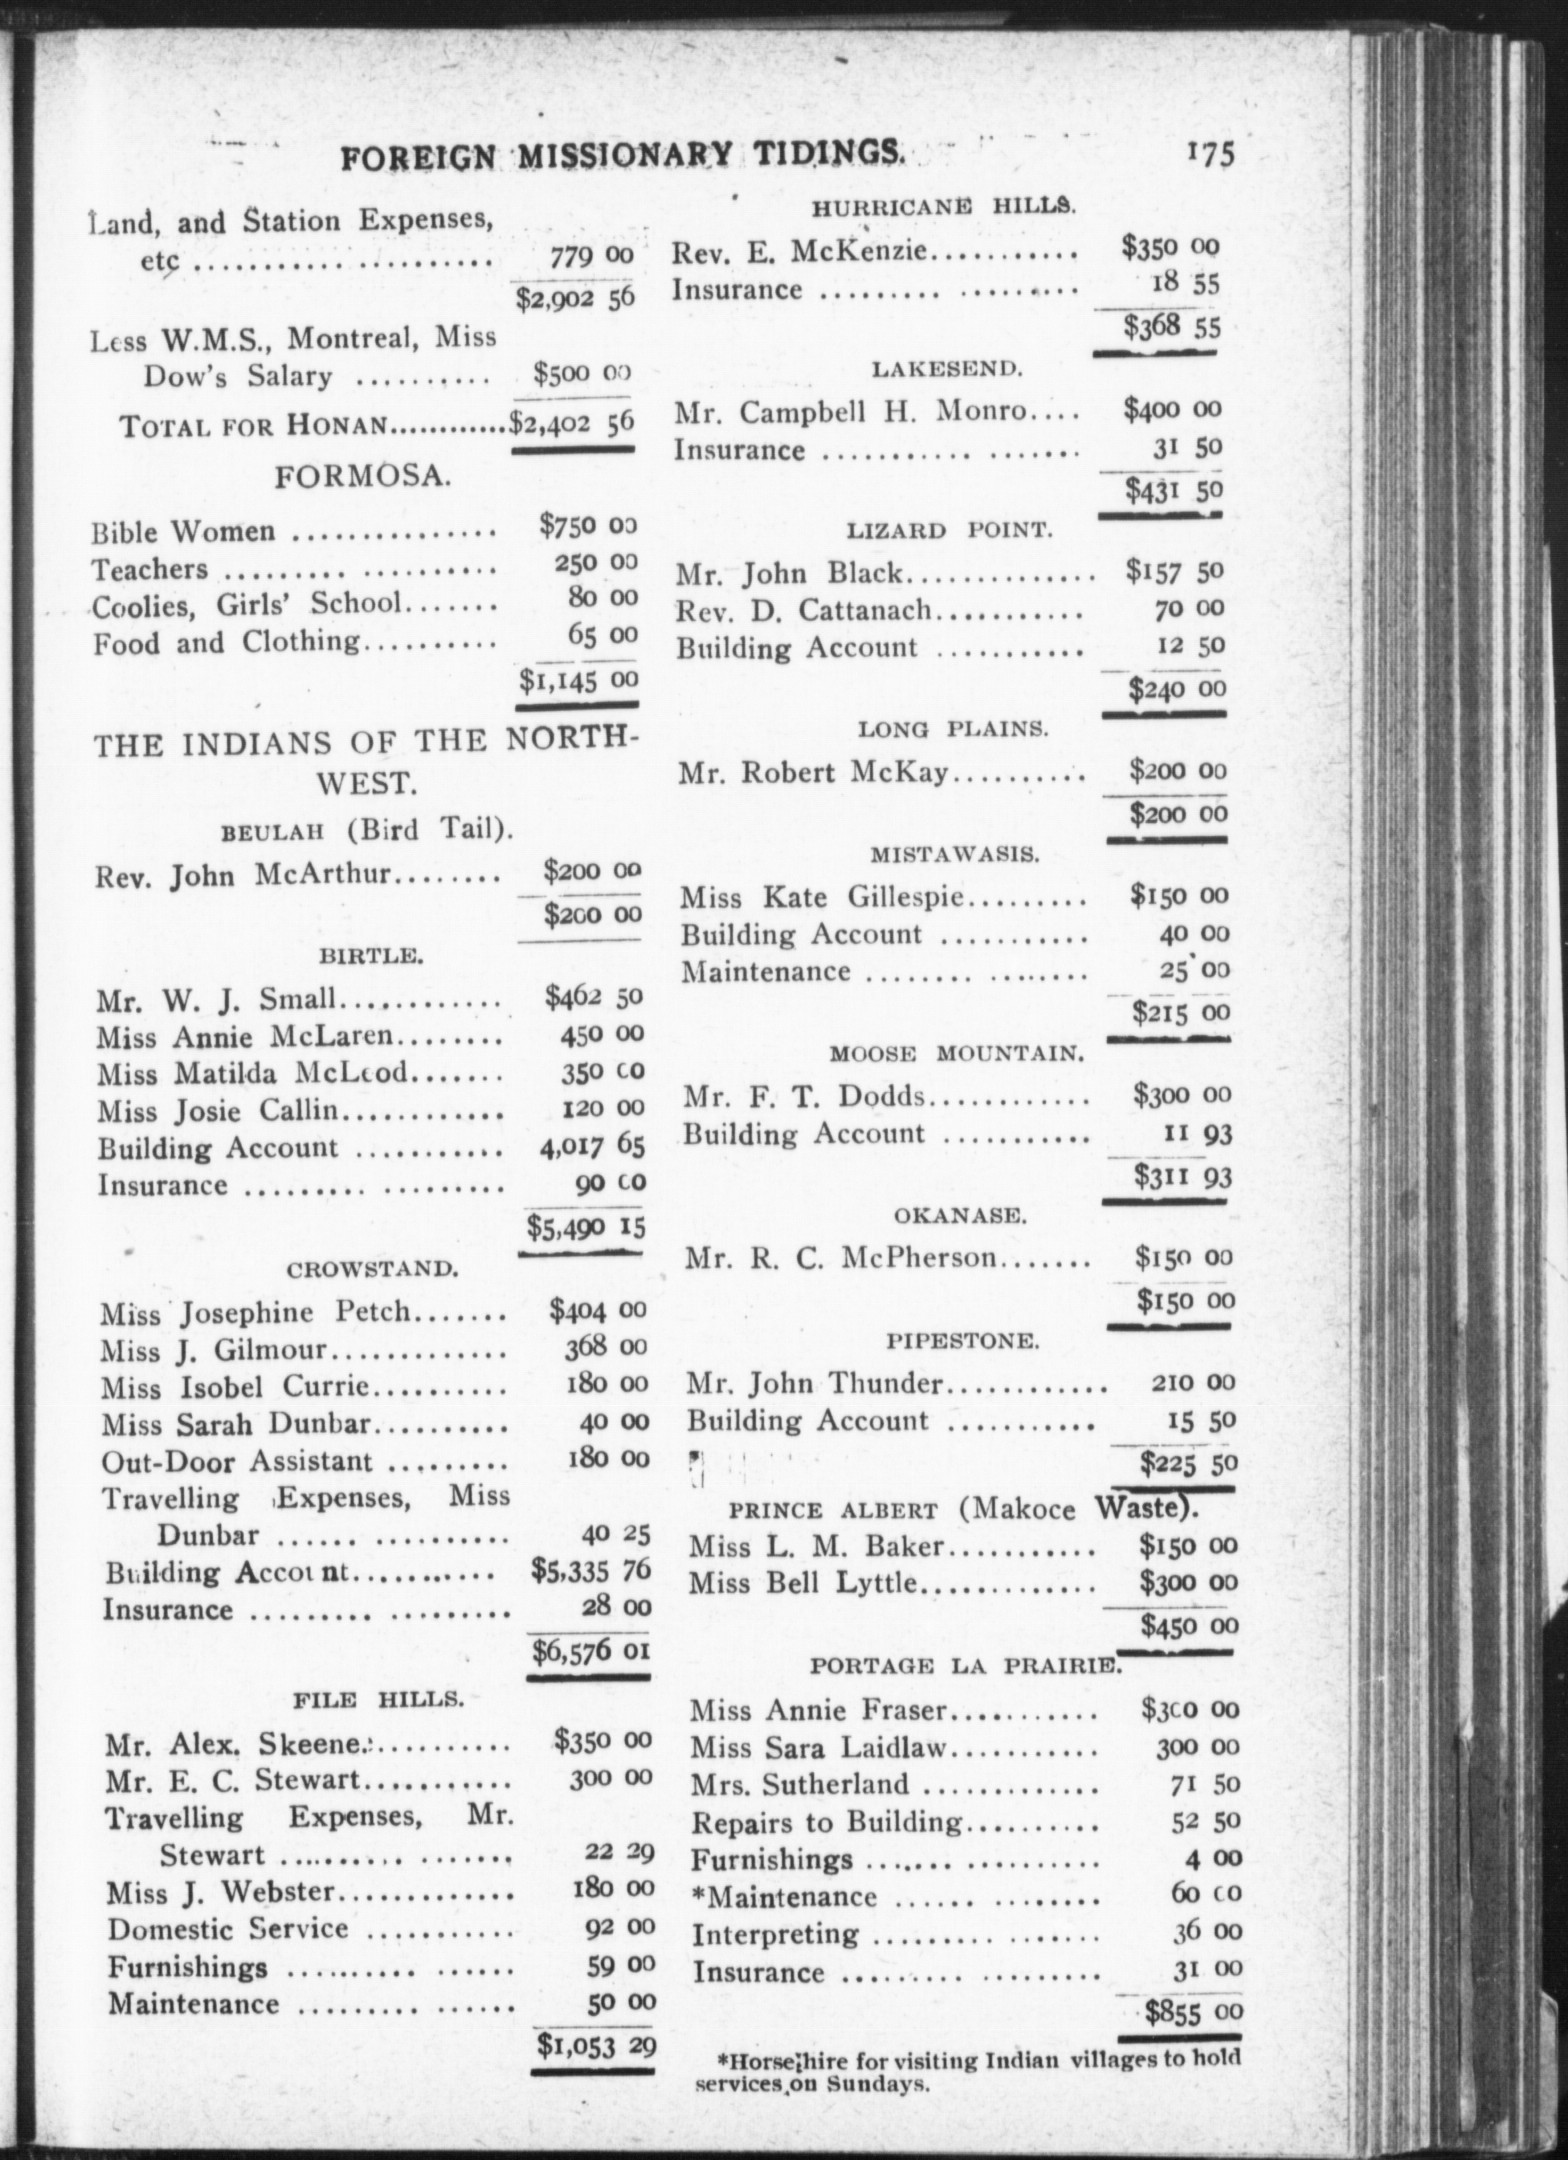 FOREIGN MISSIONARY TIDINGS. 175
Land, and Station Expenses,
etc ........... .......... 779 00
$2,902 56
Less W.M.S., Montreal, Miss
Dow's Salary .......... $500 00
TOTAL FOR HONAN............$2,402 56
FORMOSA.
Bible Women ............... $750 00
Teachers ......... .......... 250 00
Coolies, Girls' School....... 80 00
Food and Clothing.......... 65 00
$1,145 00
THE INDIANS OF THE NORTH-
WEST.
BEULAH (Bird Tail).
Rev. John McArthur........ $200 00
$200 00
BIRTLE.
Mr. W. J. Small............ $462 50
Miss Annie McLaren........ 450 00
Miss Matilda McLeod....... 350 00
Miss Josie Callin............ 120 00
Building Account ........... 4,017 65
Insurance ......... ......... 90 00
$5,490 15
CROWSTAND.
Miss Josephine Petch....... $404 00
Miss J. Gilmour............. 368 00
Miss Isobel Currie.......... 180 00
Miss Sarah Dunbar.......... 40 00
Out-Door Assistant ......... 180 00
Travelling Expenses, Miss
Dunbar ...... .......... 40 25
Building Account........... $5,335 76
Insurance ......... ......... 28 00
$6,576 01
FILE HILLS.
Mr. Alex. Skeene........... $350 00
Mr. E. C. Stewart........... 300 00
Travelling Expenses, Mr.
Stewart .......... ....... 22 29
Miss J. Webster............. 180 00
Domestic Service ........... 92 00
Furnishings .......... ...... 59 00
Maintenance ......... ...... 50 00
$1,053 29
HURRICANE HILLS.
Rev. E. McKenzie........... $350 00
Insurance ......... ......... 18 55
$368 55
LAKESEND.
Mr. Campbell H. Monro.... $400 00
Insurance ........... ....... 31 50
$431 50
LIZARD POINT.
Mr. John Black.............. $157 50
Rev. D. Cattanach........... 70 00
Building Account ........... 12 50
$240 00
LONG PLAINS.
Mr. Robert McKay.......... $200 00
$200 00
MISTAWASIS.
Miss Kate Gillespie......... $150 00
Building Account ........... 40 00
Maintenance ........ ........ 25 00
$215 00
MOOSE MOUNTAIN.
Mr. F. T. Dodds............ $300 00
Building Account ........... 11 93
$311 93
OKANASE.
Mr. R. C. McPherson....... $150 00
$150 00
PIPESTONE.
Mr. John Thunder............ 210 00
Building Account ........... 15 50
$225 50
PRINCE ALBERT (Makoce Waste).
Miss L. M. Baker........... $150 00
Miss Bell Lyttle............. $300 00
$450 00
PORTAGE LA PRAIRIE.
Miss Annie Fraser........... $300 00
Miss Sara Laidlaw........... 300 00
Mrs. Sutherland ............. 71 50
Repairs to Building.......... 52 50
Furnishings ....... .......... 4 00
*Maintenance ...... ........ 60 00
Interpreting ......... ....... 36 00
Insurance ......... ......... 31 00
$855 00
*Horse hire for visiting Indian villages to hold
services on Sundays.